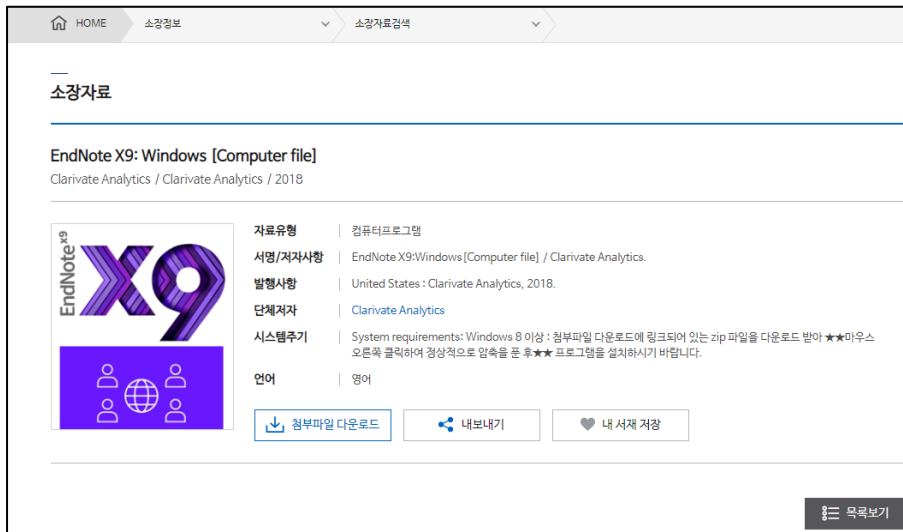 HOME 소장정보 소장자료검색
소장자료
EndNote X9: Windows [Computer file]
Clarivate Analytics / Clarivate Analytics / 2018
EndNote x9
X9
자료유형 컴퓨터프로그램
서명/저자사항 EndNote X9:Windows[Computer file] / Clarivate Analytics.
발행사항 United States : Clarivate Analytics, 2018.
단체저자 Clarivate Analytics
시스템주기 System requirements: Windows 8 이상 : 첨부파일 다운로드에 링크되어 있는 zip 파일을 다운로드 받아 ★★마우스
오른쪽 클릭하여 정상적으로 압축을 푼 후★★ 프로그램을 설치하시기 바랍니다.
언어 영어
첨부파일 다운로드 내보내기 내 서재 저장
목록보기